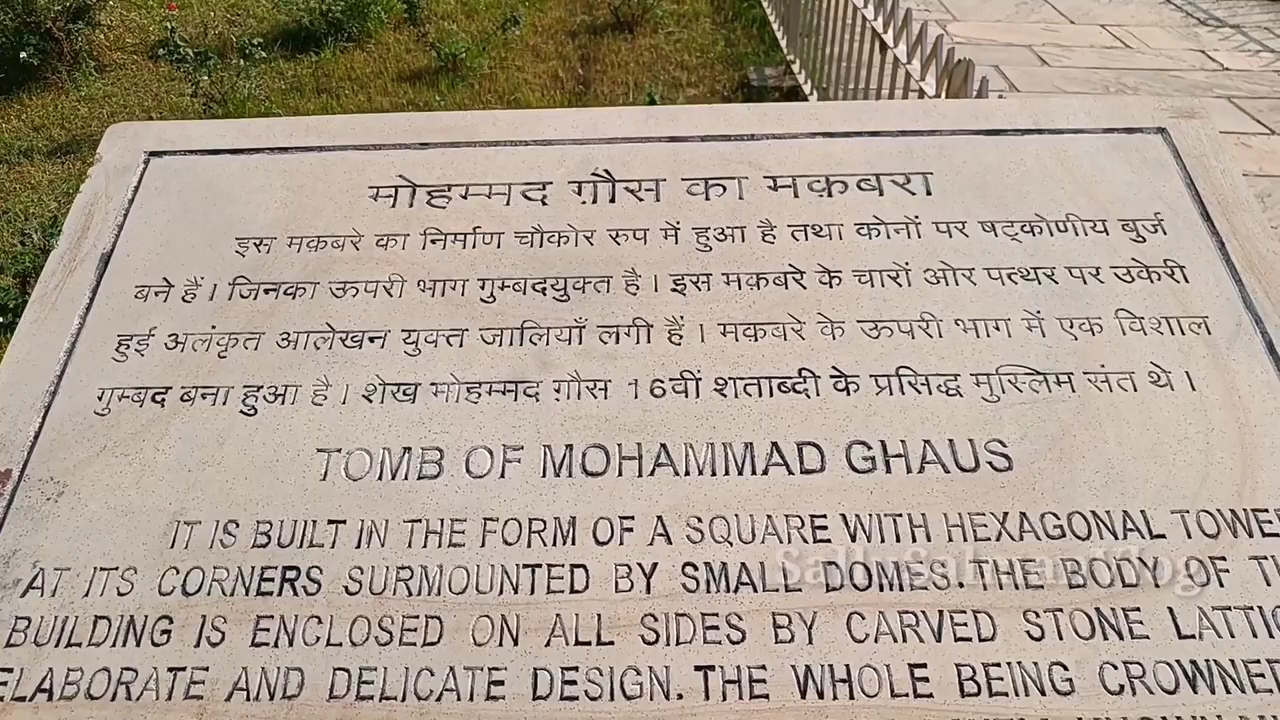 मोहम्मद ग़ौस का मक़बरा
इस मक़बरे का निर्माण चौकोर रुप में हुआ है तथा कोनों पर षट्कोणीय बुर्ज
बने हैं। जिनका ऊपरी भाग गुम्बदयुक्त है। इस मक़बरे के चारों ओर पत्थर पर उकेरी
हुई अलंकृत आलेखन युक्त जालियाँ लगी हैं। मक़बरे के ऊपरी भाग में एक विशाल
गुम्बद बना हुआ है। शेख मोहम्मद ग़ौस 16वीं शताब्दी के प्रसिद्ध मुस्लिम संत थे।
TOMB OF MOHAMMAD GHAUS
IT IS BUILT IN THE FORM OF A SQUARE WITH HEXAGONAL TOWE
AT ITS CORNERS SURMOUNTED BY SMALL DOMES. THE BODY OF
BUILDING IS ENCLOSED ON ALL SIDES BY CARVED STONE LATTI
ELABORATE AND DELICATE DESIGN. THE WHOLE BEING CROWNE